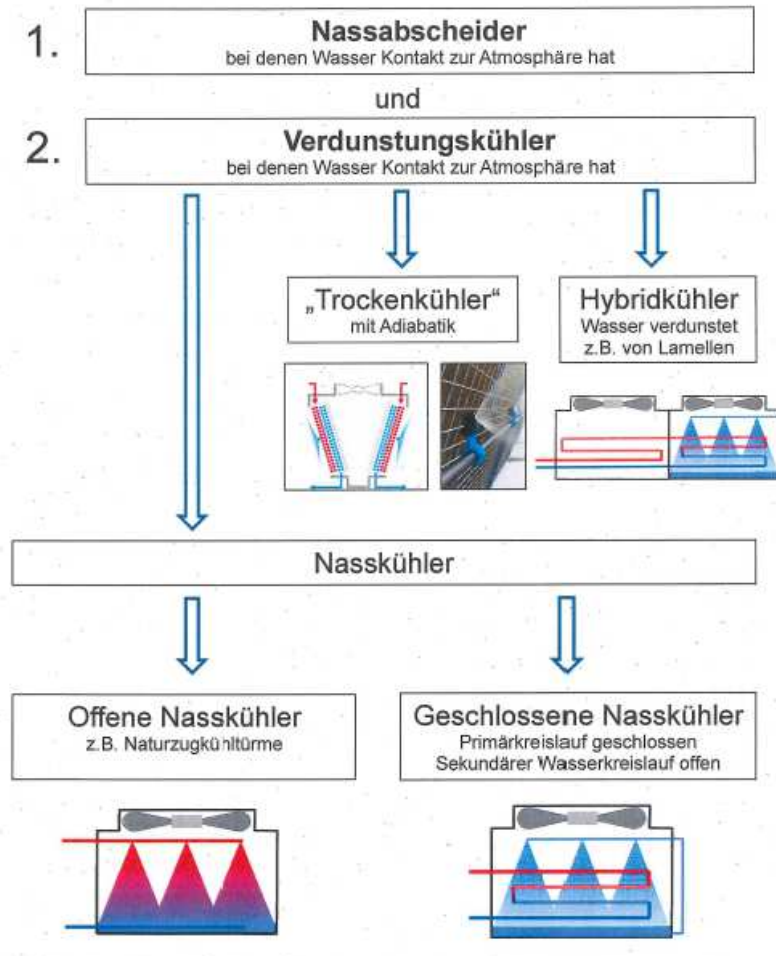 1.
Nassabscheider
bei denen Wasser Kontakt zur Atmosphäre hat
und
2.
Verdunstungskühler
bei denen Wasser Kontakt zur Atmosphäre hat
„Trockenkühler“
mit Adiabatik
Hybridkühler
Wasser verdunstet
z.B. von Lamellen
Nasskühler
Offene Nasskühler
z.B. Naturzugkühltürme
Geschlossene Nasskühler
Primärkreislauf geschlossen
Sekundärer Wasserkreislauf offen